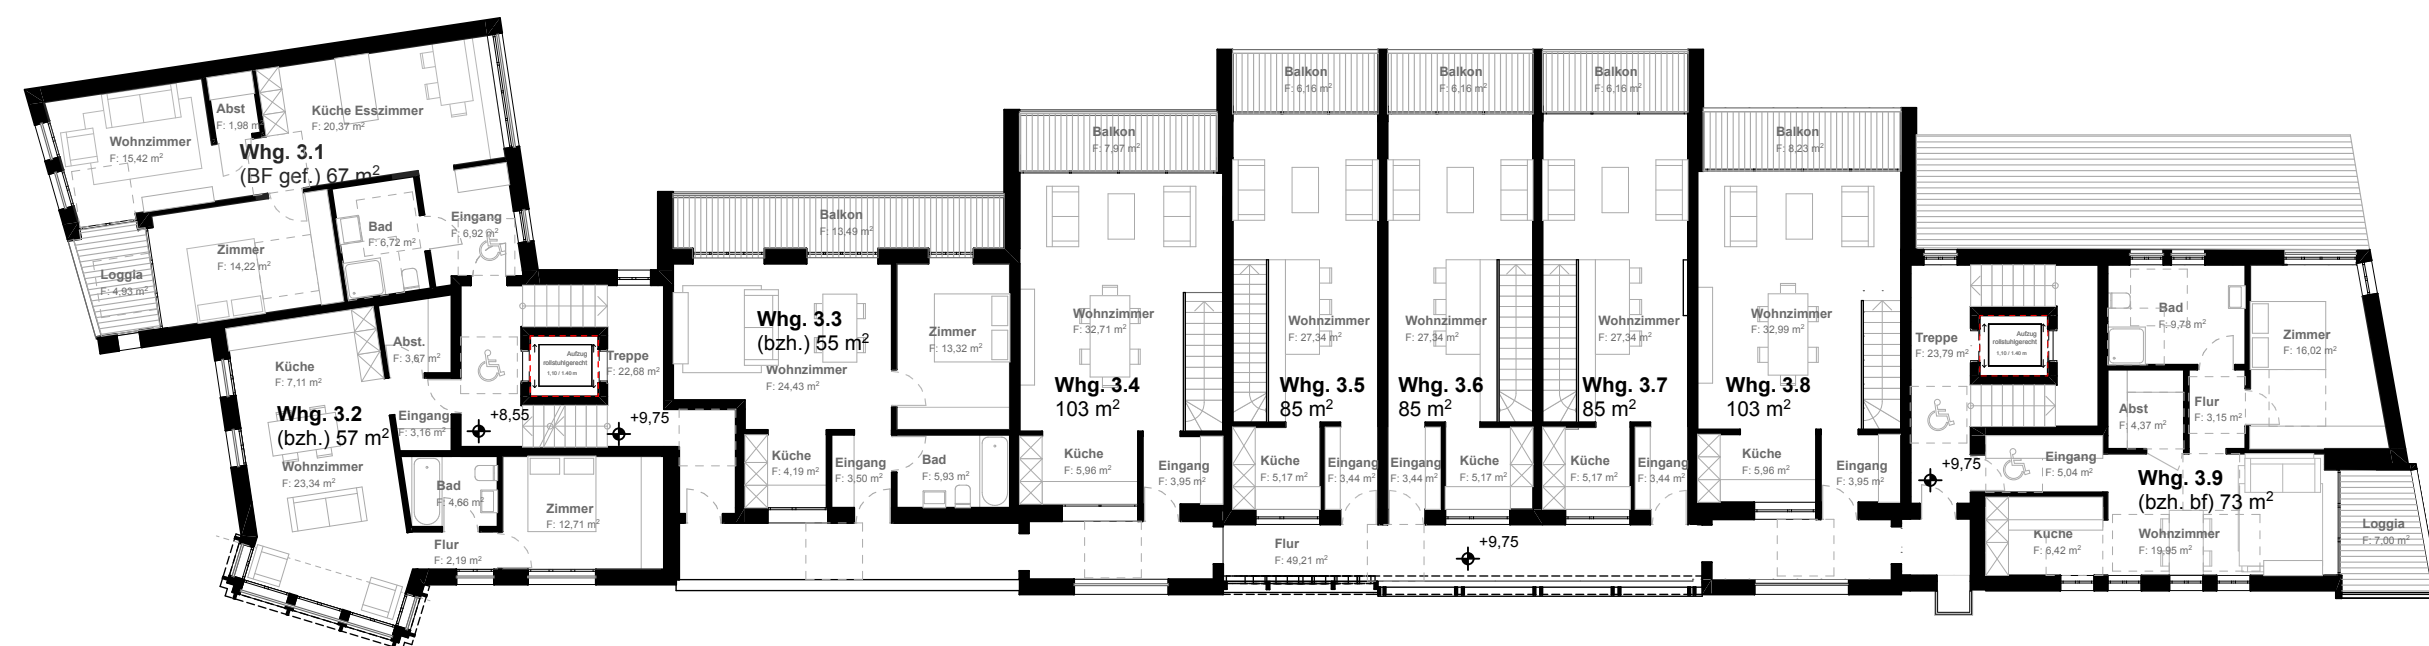 Wohnzimmer
F: 15,42 m²
Abst
F: 1,98 m²
Küche Esszimmer
F: 20,37 m²
Whg. 3.1
(BF gef.) 67 m²
Loggia
F: 4,93 m²
Zimmer
F: 14,22 m²
Bad
F: 6,72 m²
Eingang
F: 6,92 m²
Küche
F: 7,11 m²
Abst.
F: 3,67 m²
Whg. 3.2
(bzh.) 57 m²
Eingang
F: 3,16 m²
Wohnzimmer
F: 23,34 m²
Bad
F: 4,66 m²
Flur
F: 2,19 m²
Zimmer
F: 12,71 m²
+8,55
Aufzug
rollstuhlgerecht
1,10 / 1.40 m
Treppe
F: 22,68 m²
+9,75
Balkon
F: 13,49 m²
Whg. 3.3
(bzh.) 55 m²
Wohnzimmer
F: 24,43 m²
Zimmer
F: 13,32 m²
Küche
F: 4,19 m²
Eingang
F: 3,50 m²
Bad
F: 5,93 m²
Balkon
F: 7,97 m²
Wohnzimmer
F: 32,71 m²
Whg. 3.4
103 m²
Küche
F: 5,96 m²
Eingang
F: 3,95 m²
Balkon
F: 6,16 m²
Wohnzimmer
F: 27,34 m²
Whg. 3.5
85 m²
Küche
F: 5,17 m²
Eingang
F: 3,44 m²
Balkon
F: 6,16 m²
Wohnzimmer
F: 27,34 m²
Whg. 3.6
85 m²
Eingang
F: 3,44 m²
Küche
F: 5,17 m²
Balkon
F: 6,16 m²
Wohnzimmer
F: 27,34 m²
Whg. 3.7
85 m²
Küche
F: 5,17 m²
Eingang
F: 3,44 m²
Flur
F: 49,21 m²
+9,75
Balkon
F: 8,23 m²
Wohnzimmer
F: 32,99 m²
Whg. 3.8
103 m²
Küche
F: 5,96 m²
Eingang
F: 3,95 m²
Treppe
F: 23,79 m²
Aufzug
rollstuhlgerecht
1,10 / 1.40 m
+9,75
Bad
F: 9,78 m²
Zimmer
F: 16,02 m²
Abst
F: 4,37 m²
Flur
F: 3,15 m²
Eingang
F: 5,04 m²
Whg. 3.9
(bzh. bf) 73 m²
Küche
F: 6,42 m²
Wohnzimmer
F: 19,95 m²
Loggia
F: 7,00 m²